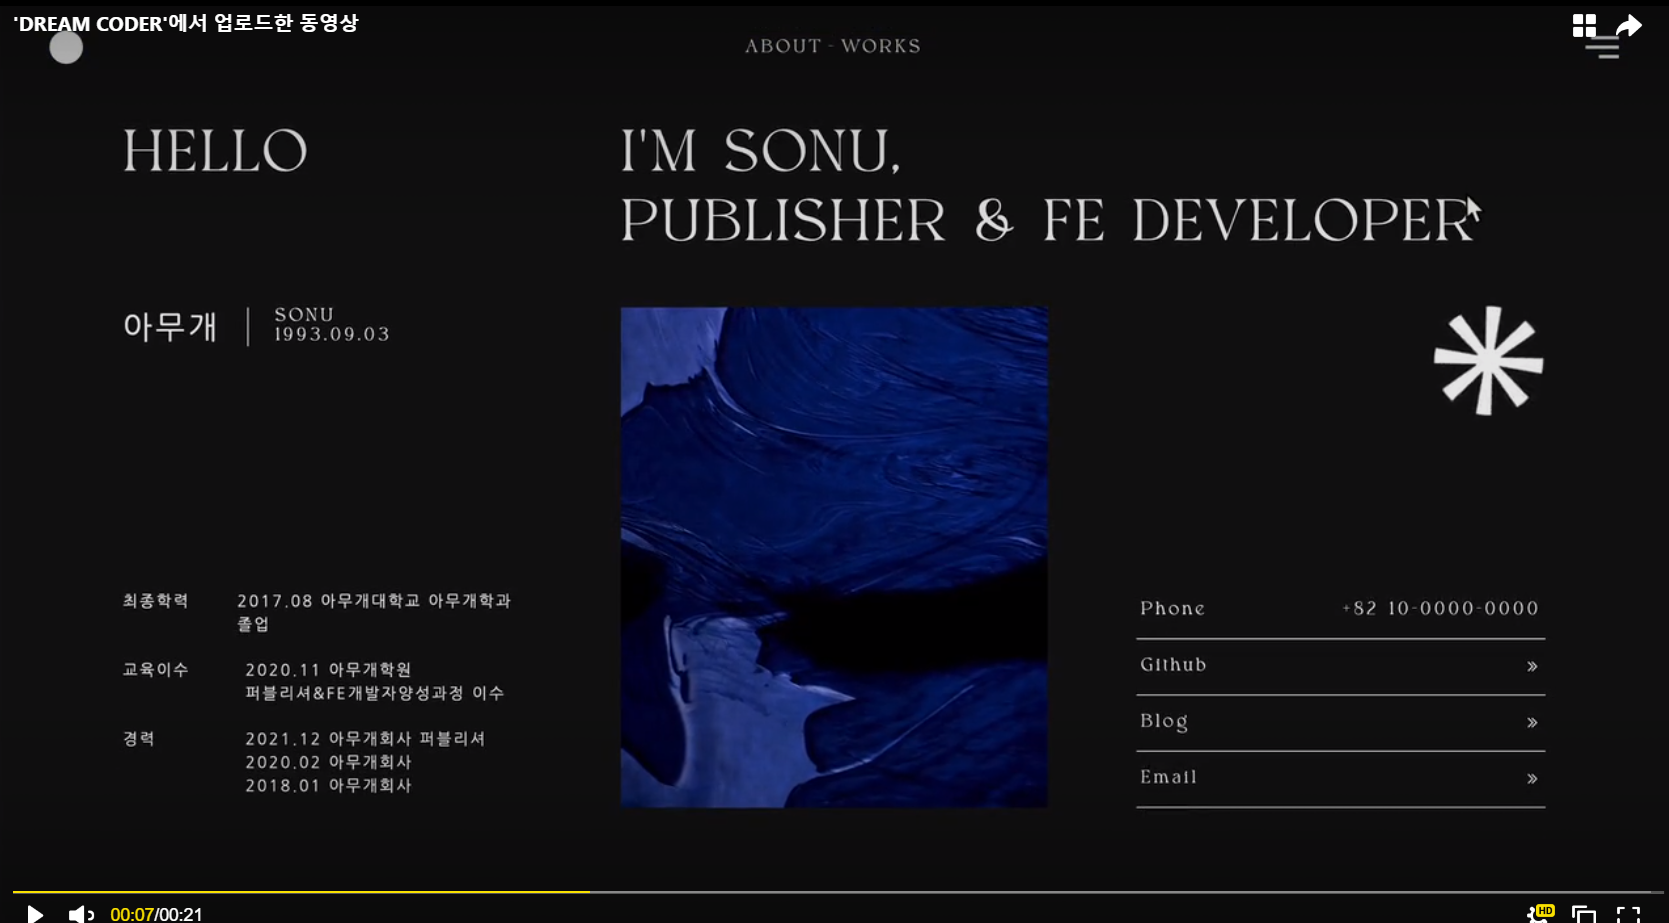 'DREAM CODER'에서 업로드한 동영상
ABOUT - WORKS
HELLO
I'M SONU,
PUBLISHER & FE DEVELOPER
아무개
SONU
1993.09.03
최종학력 2017.08 아무개대학교 아무개학과
졸업
교육이수 2020.11 아무개학원
퍼블리셔&FE개발자양성과정 이수
경력 2021.12 아무개회사 퍼블리셔
2020.02 아무개회사
2018.01 아무개회사
Phone +82 10-0000-0000
Github »
Blog »
Email »
00:07/00:21
HD